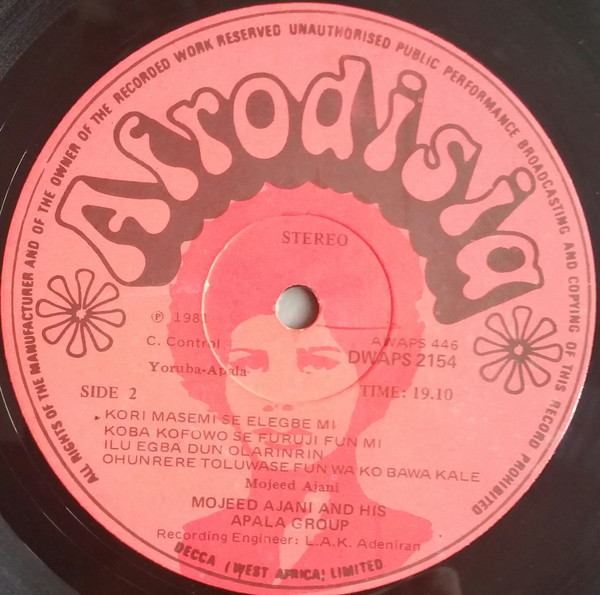 ALL RIGHTS OF THE MANUFACTURER AND OF THE OWNER OF THE RECORDED WORK RESERVED UNAUTHORISED PUBLIC PERFORMANCE BROADCASTING AND COPYING OF THIS RECORD PROHIBITED
Afrodisia
STEREO
℗ 1981
AWAPS 446
C. Control
DWAPS 2154
Yoruba-Apala
SIDE 2
TIME: 19.10
KORI MASEMI SE ELEGBE MI
KOBA KOFOWO SE FURUJI FUN MI
ILU EGBA DUN OLARINRIN
OHUNRERE TOLUWASE FUN WA KO BAWA KALE
Mojeed Ajani
MOJEED AJANI AND HIS
APALA GROUP
Recording Engineer: L.A.K. Adeniran
DECCA (WEST AFRICA) LIMITED